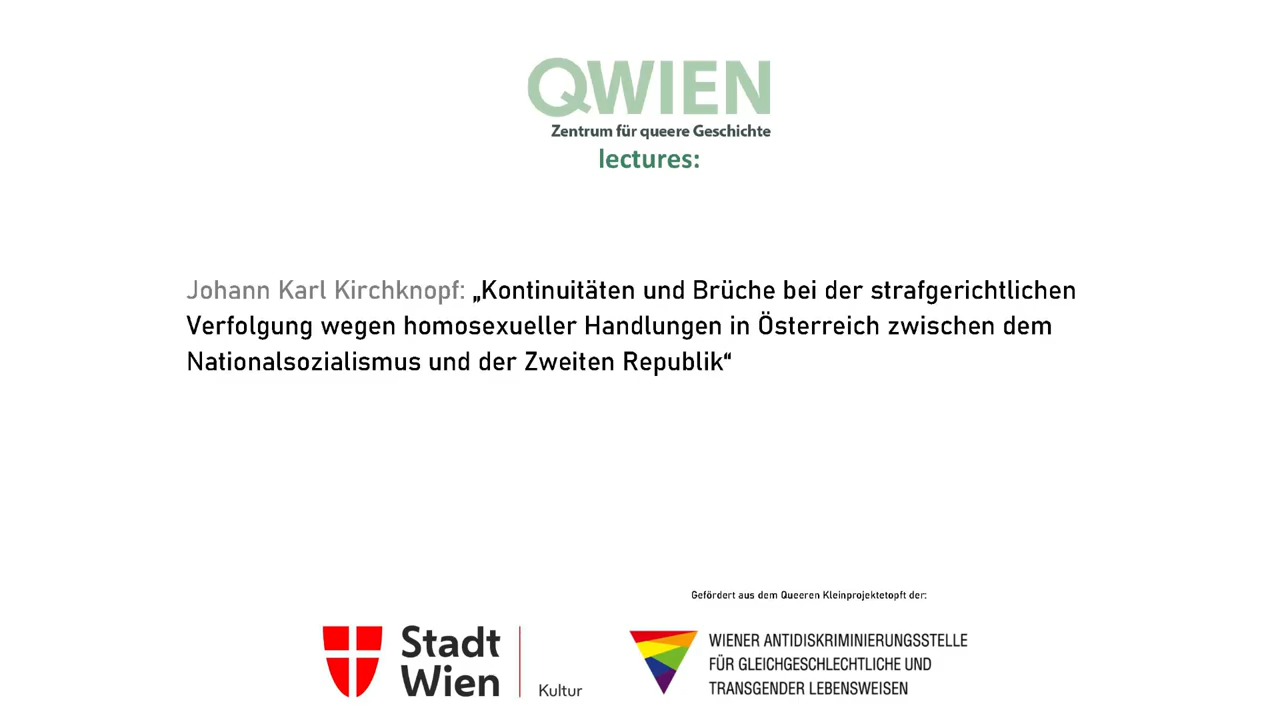 QWIEN
Zentrum für queere Geschichte
lectures:
Johann Karl Kirchknopf: „Kontinuitäten und Brüche bei der strafgerichtlichen
Verfolgung wegen homosexueller Handlungen in Österreich zwischen dem
Nationalsozialismus und der Zweiten Republik“
Gefördert aus dem Queeren Kleinprojektetopft der:
Stadt
Wien
Kultur
WIENER ANTIDISKRIMINIERUNGSSTELLE
FÜR GLEICHGESCHLECHTLICHE UND
TRANSGENDER LEBENSWEISEN